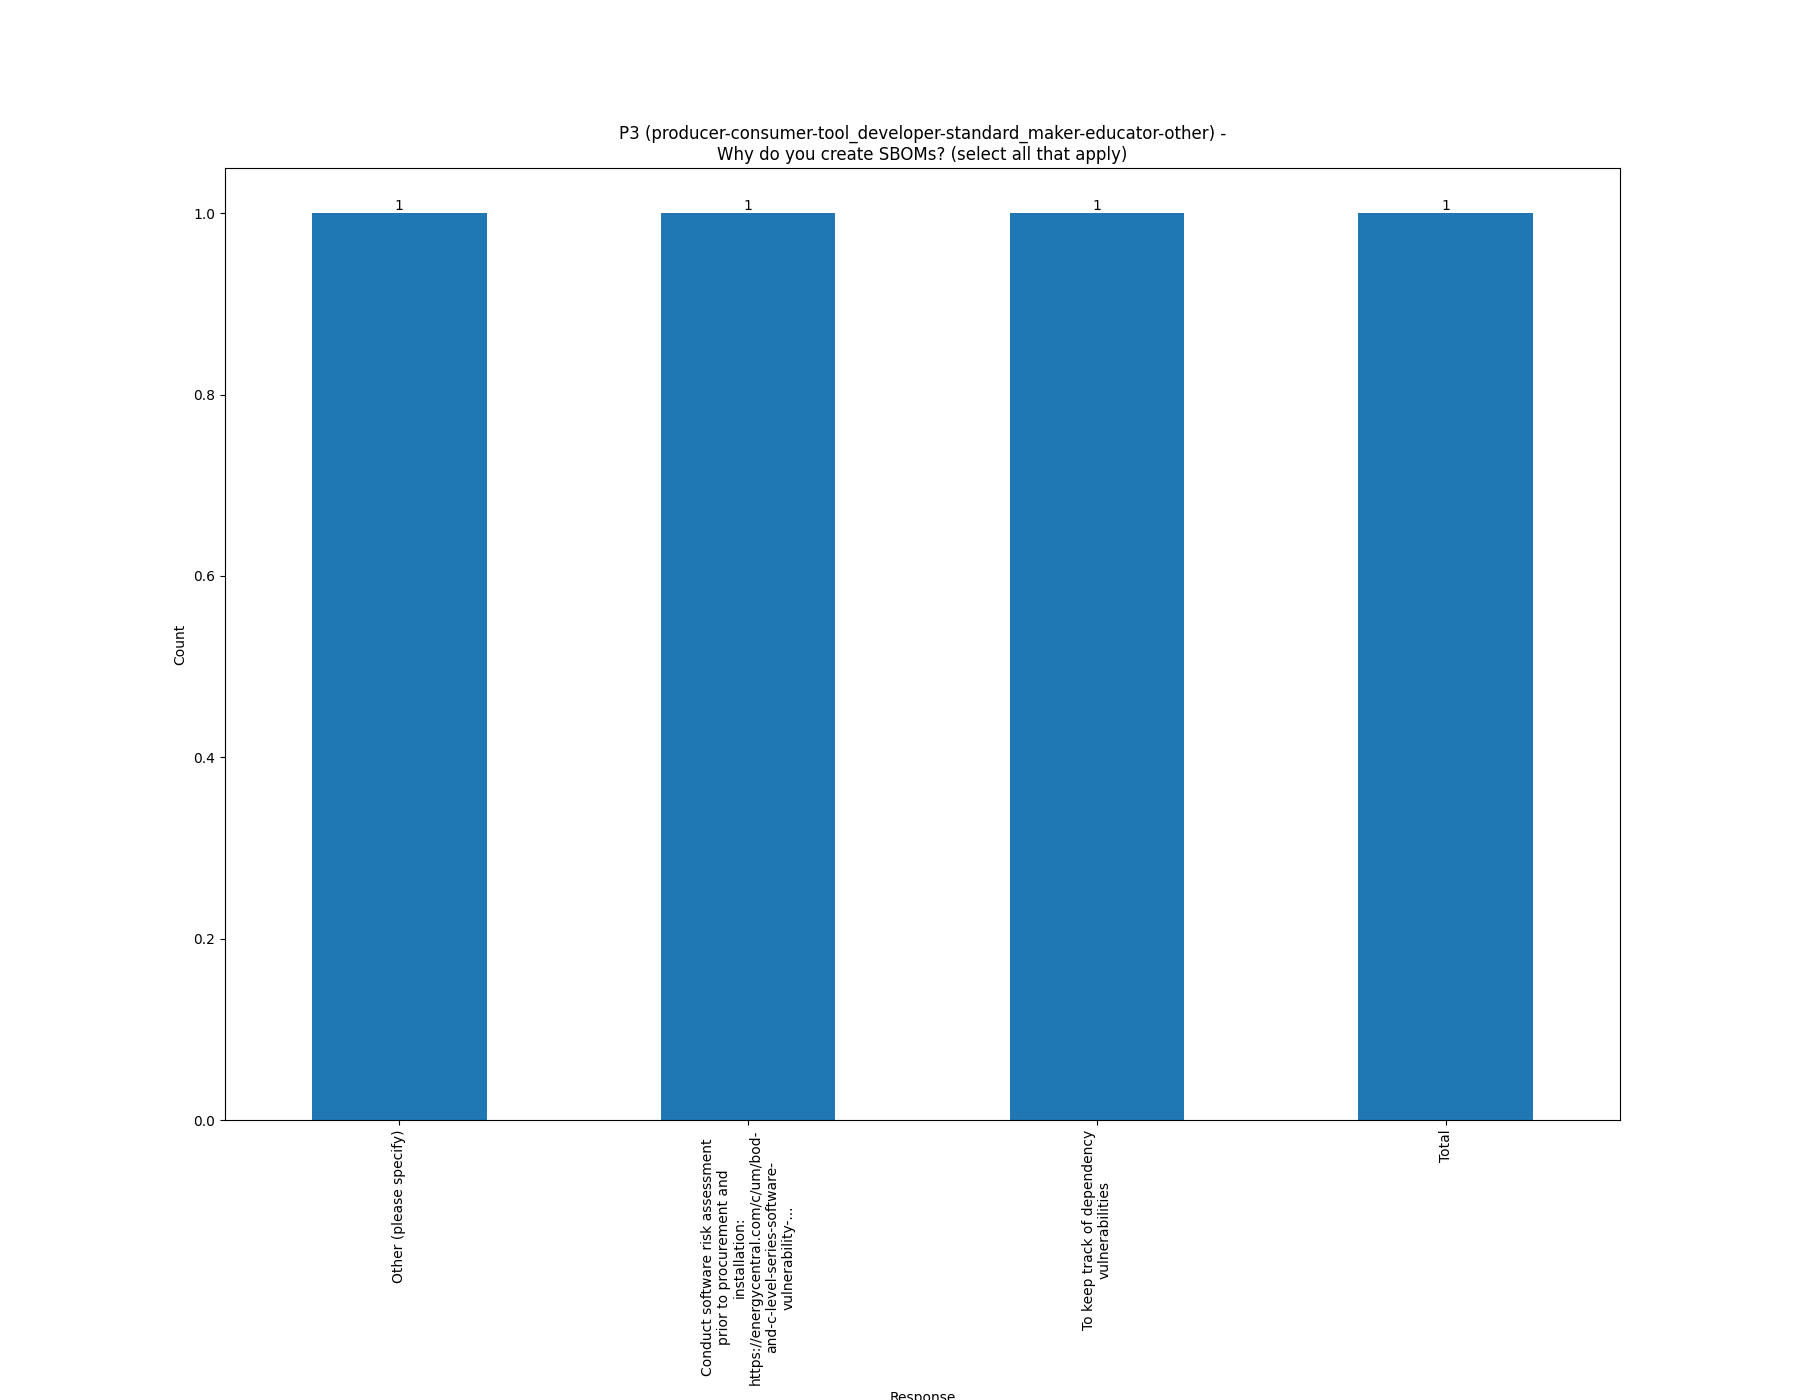 P3 (producer-consumer-tool_developer-standard_maker-educator-other) -
Why do you create SBOMs? (select all that apply)
1
1
1
1
1.0
0.8
0.6
0.4
0.2
0.0
Count
Other (please specify)
Conduct software risk assessment
prior to procurement and
installation:
https://energycentral.com/c/um/bod-
and-c-level-series-software-
vulnerability-...
To keep track of dependency
vulnerabilities
Total
Response